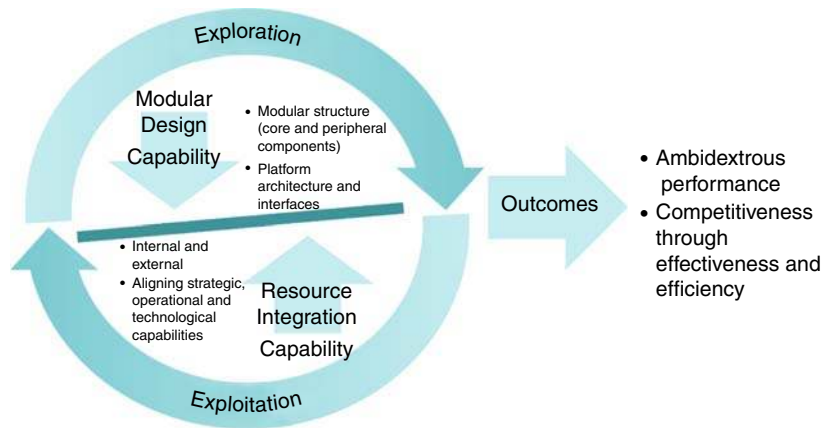 Exploration
Modular
Design
Capability
• Modular structure
(core and peripheral
components)
• Platform
architecture and
interfaces
• Internal and
external
• Aligning strategic,
operational and
technological
capabilities
Resource
Integration
Capability
Exploitation
Outcomes
• Ambidextrous
performance
• Competitiveness
through
effectiveness and
efficiency